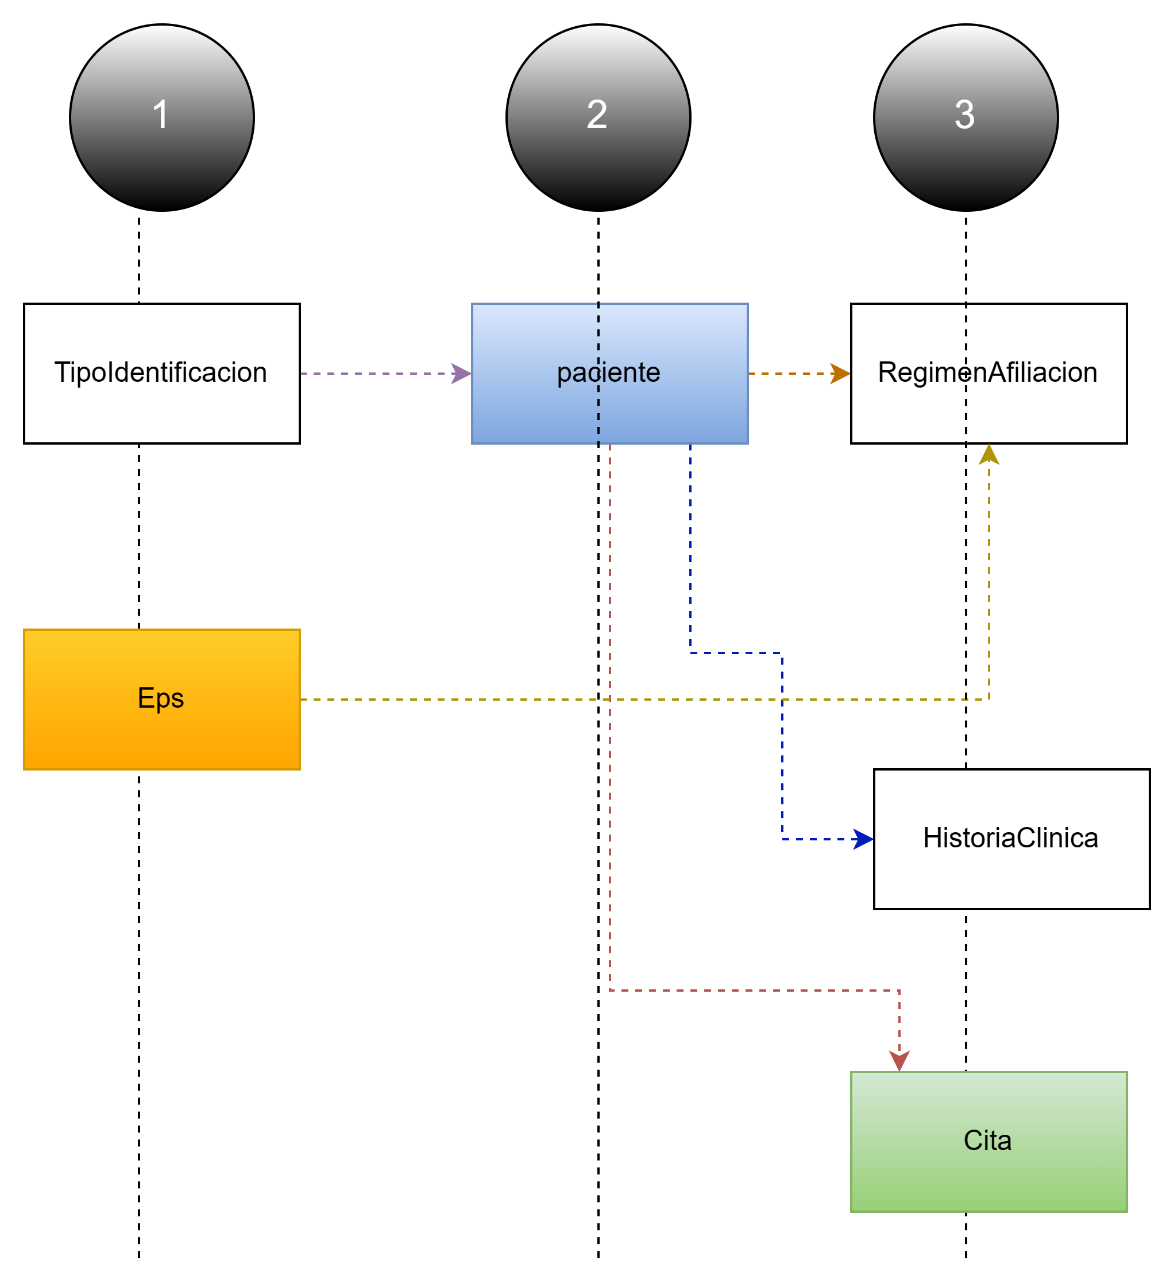 1
2
3
TipoIdentificacion
paciente
RegimenAfiliacion
Eps
HistoriaClinica
Cita